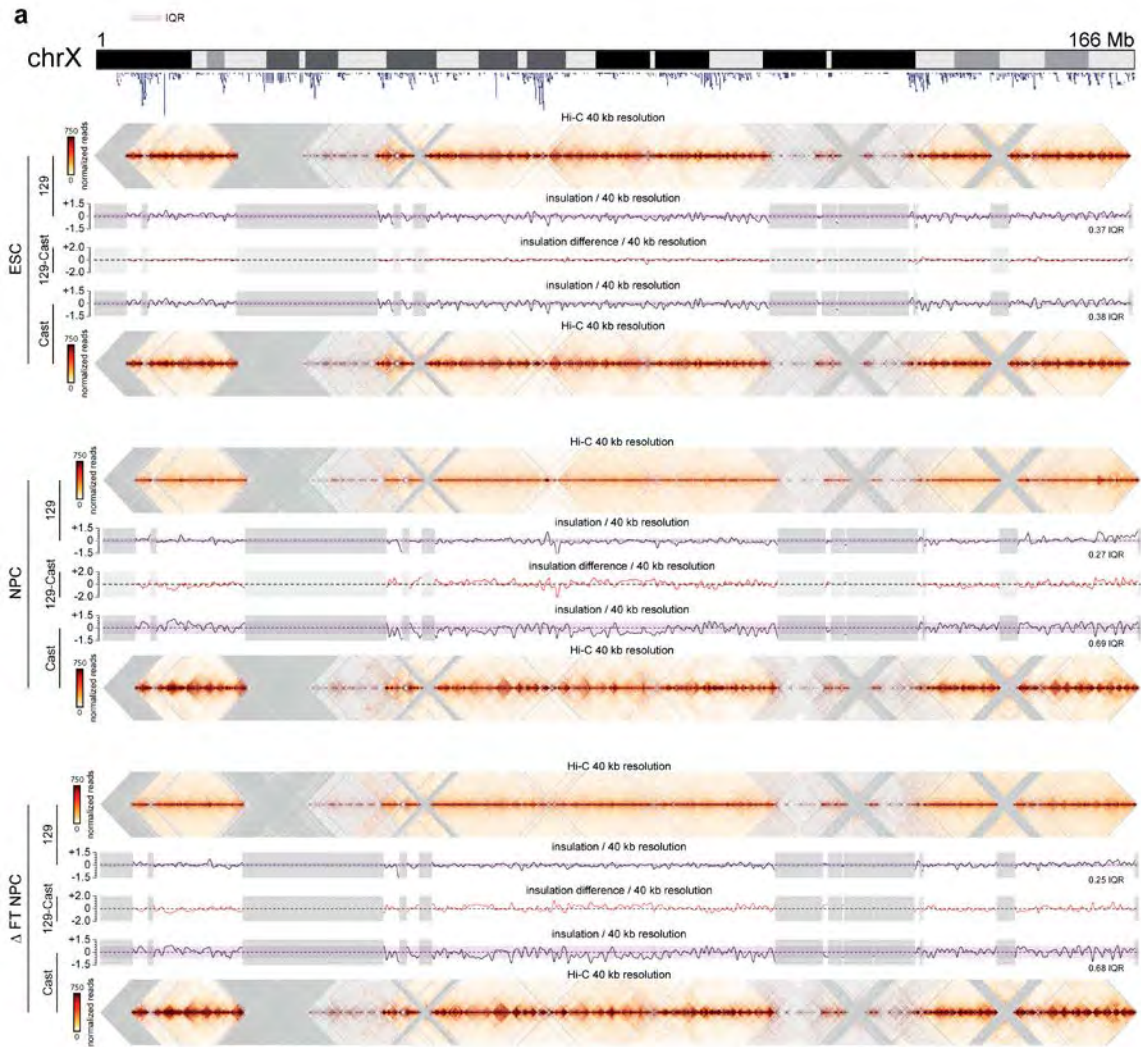 a
IQR
1
166 Mb
chrX
Hi-C 40 kb resolution
750
0
normalized reads
129
insulation / 40 kb resolution
+1.5
0
-1.5
0.37 IQR
ESC
129-Cast
insulation difference / 40 kb resolution
+2.0
0
-2.0
Cast
insulation / 40 kb resolution
+1.5
0
-1.5
0.38 IQR
Hi-C 40 kb resolution
750
0
normalized reads
Hi-C 40 kb resolution
750
0
normalized reads
129
insulation / 40 kb resolution
+1.5
0
-1.5
0.27 IQR
NPC
129-Cast
insulation difference / 40 kb resolution
+2.0
0
-2.0
Cast
insulation / 40 kb resolution
+1.5
0
-1.5
0.69 IQR
Hi-C 40 kb resolution
750
0
normalized reads
Hi-C 40 kb resolution
750
0
normalized reads
129
insulation / 40 kb resolution
+1.5
0
-1.5
0.25 IQR
Δ FT NPC
129-Cast
insulation difference / 40 kb resolution
+2.0
0
-2.0
Cast
insulation / 40 kb resolution
+1.5
0
-1.5
0.68 IQR
Hi-C 40 kb resolution
750
0
normalized reads